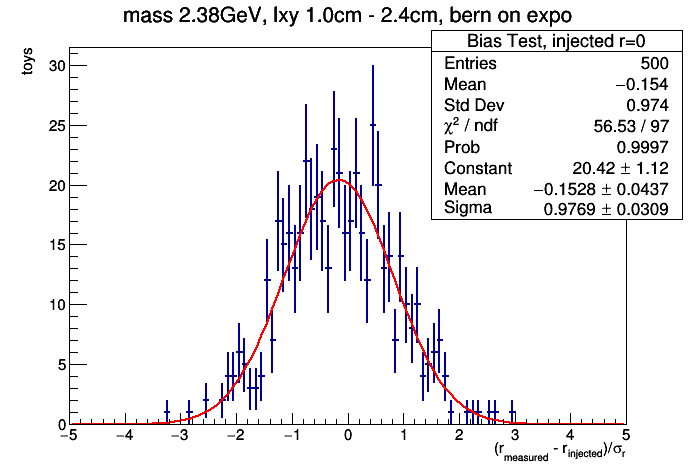 mass 2.38GeV, lxy 1.0cm - 2.4cm, bern on expo
Bias Test, injected r=0
Entries 500
Mean −0.154
Std Dev 0.974
χ² / ndf 56.53 / 97
Prob 0.9997
Constant 20.42 ± 1.12
Mean −0.1528 ± 0.0437
Sigma 0.9769 ± 0.0309
toys
30
25
20
15
10
5
0
−5 −4 −3 −2 −1 0 1 2 3 4 5
(r_measured - r_injected)/σ_r